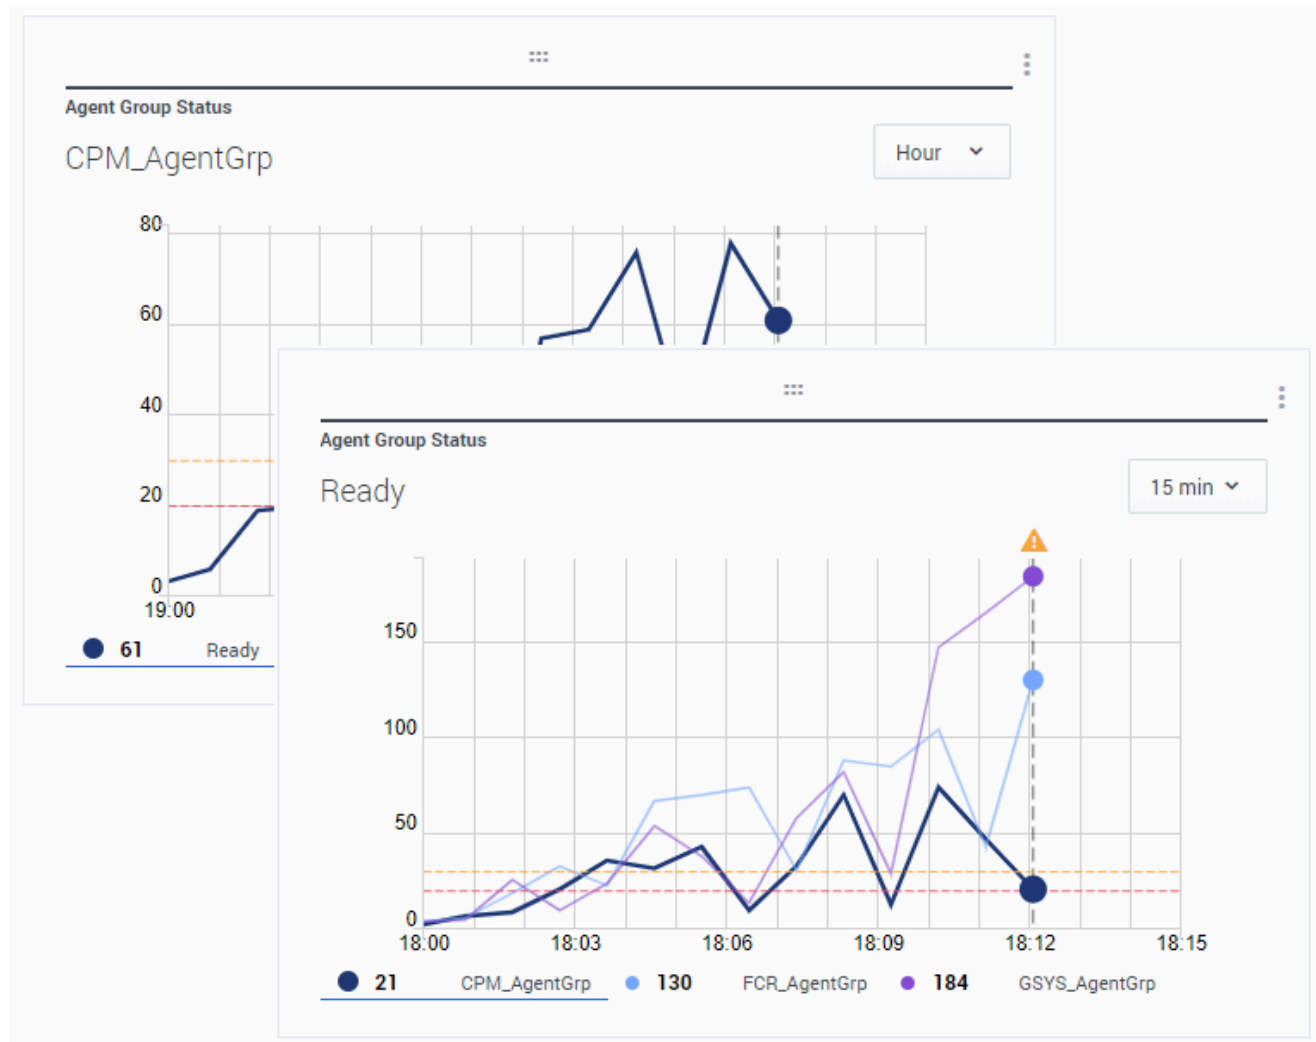 Agent Group Status
CPM_AgentGrp
Hour
80
60
40
20
0
19:00
61 Ready
Agent Group Status
Ready
15 min
150
100
50
0
18:00 18:03 18:06 18:09 18:12 18:15
21 CPM_AgentGrp 130 FCR_AgentGrp 184 GSYS_AgentGrp